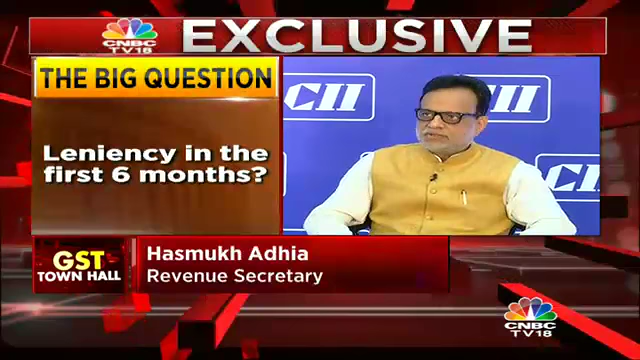 CNBC
TV18
EXCLUSIVE
THE BIG QUESTION
Leniency in the
first 6 months?
CII
CII
CII
GST
TOWN HALL
Hasmukh Adhia
Revenue Secretary
CNBC
TV18